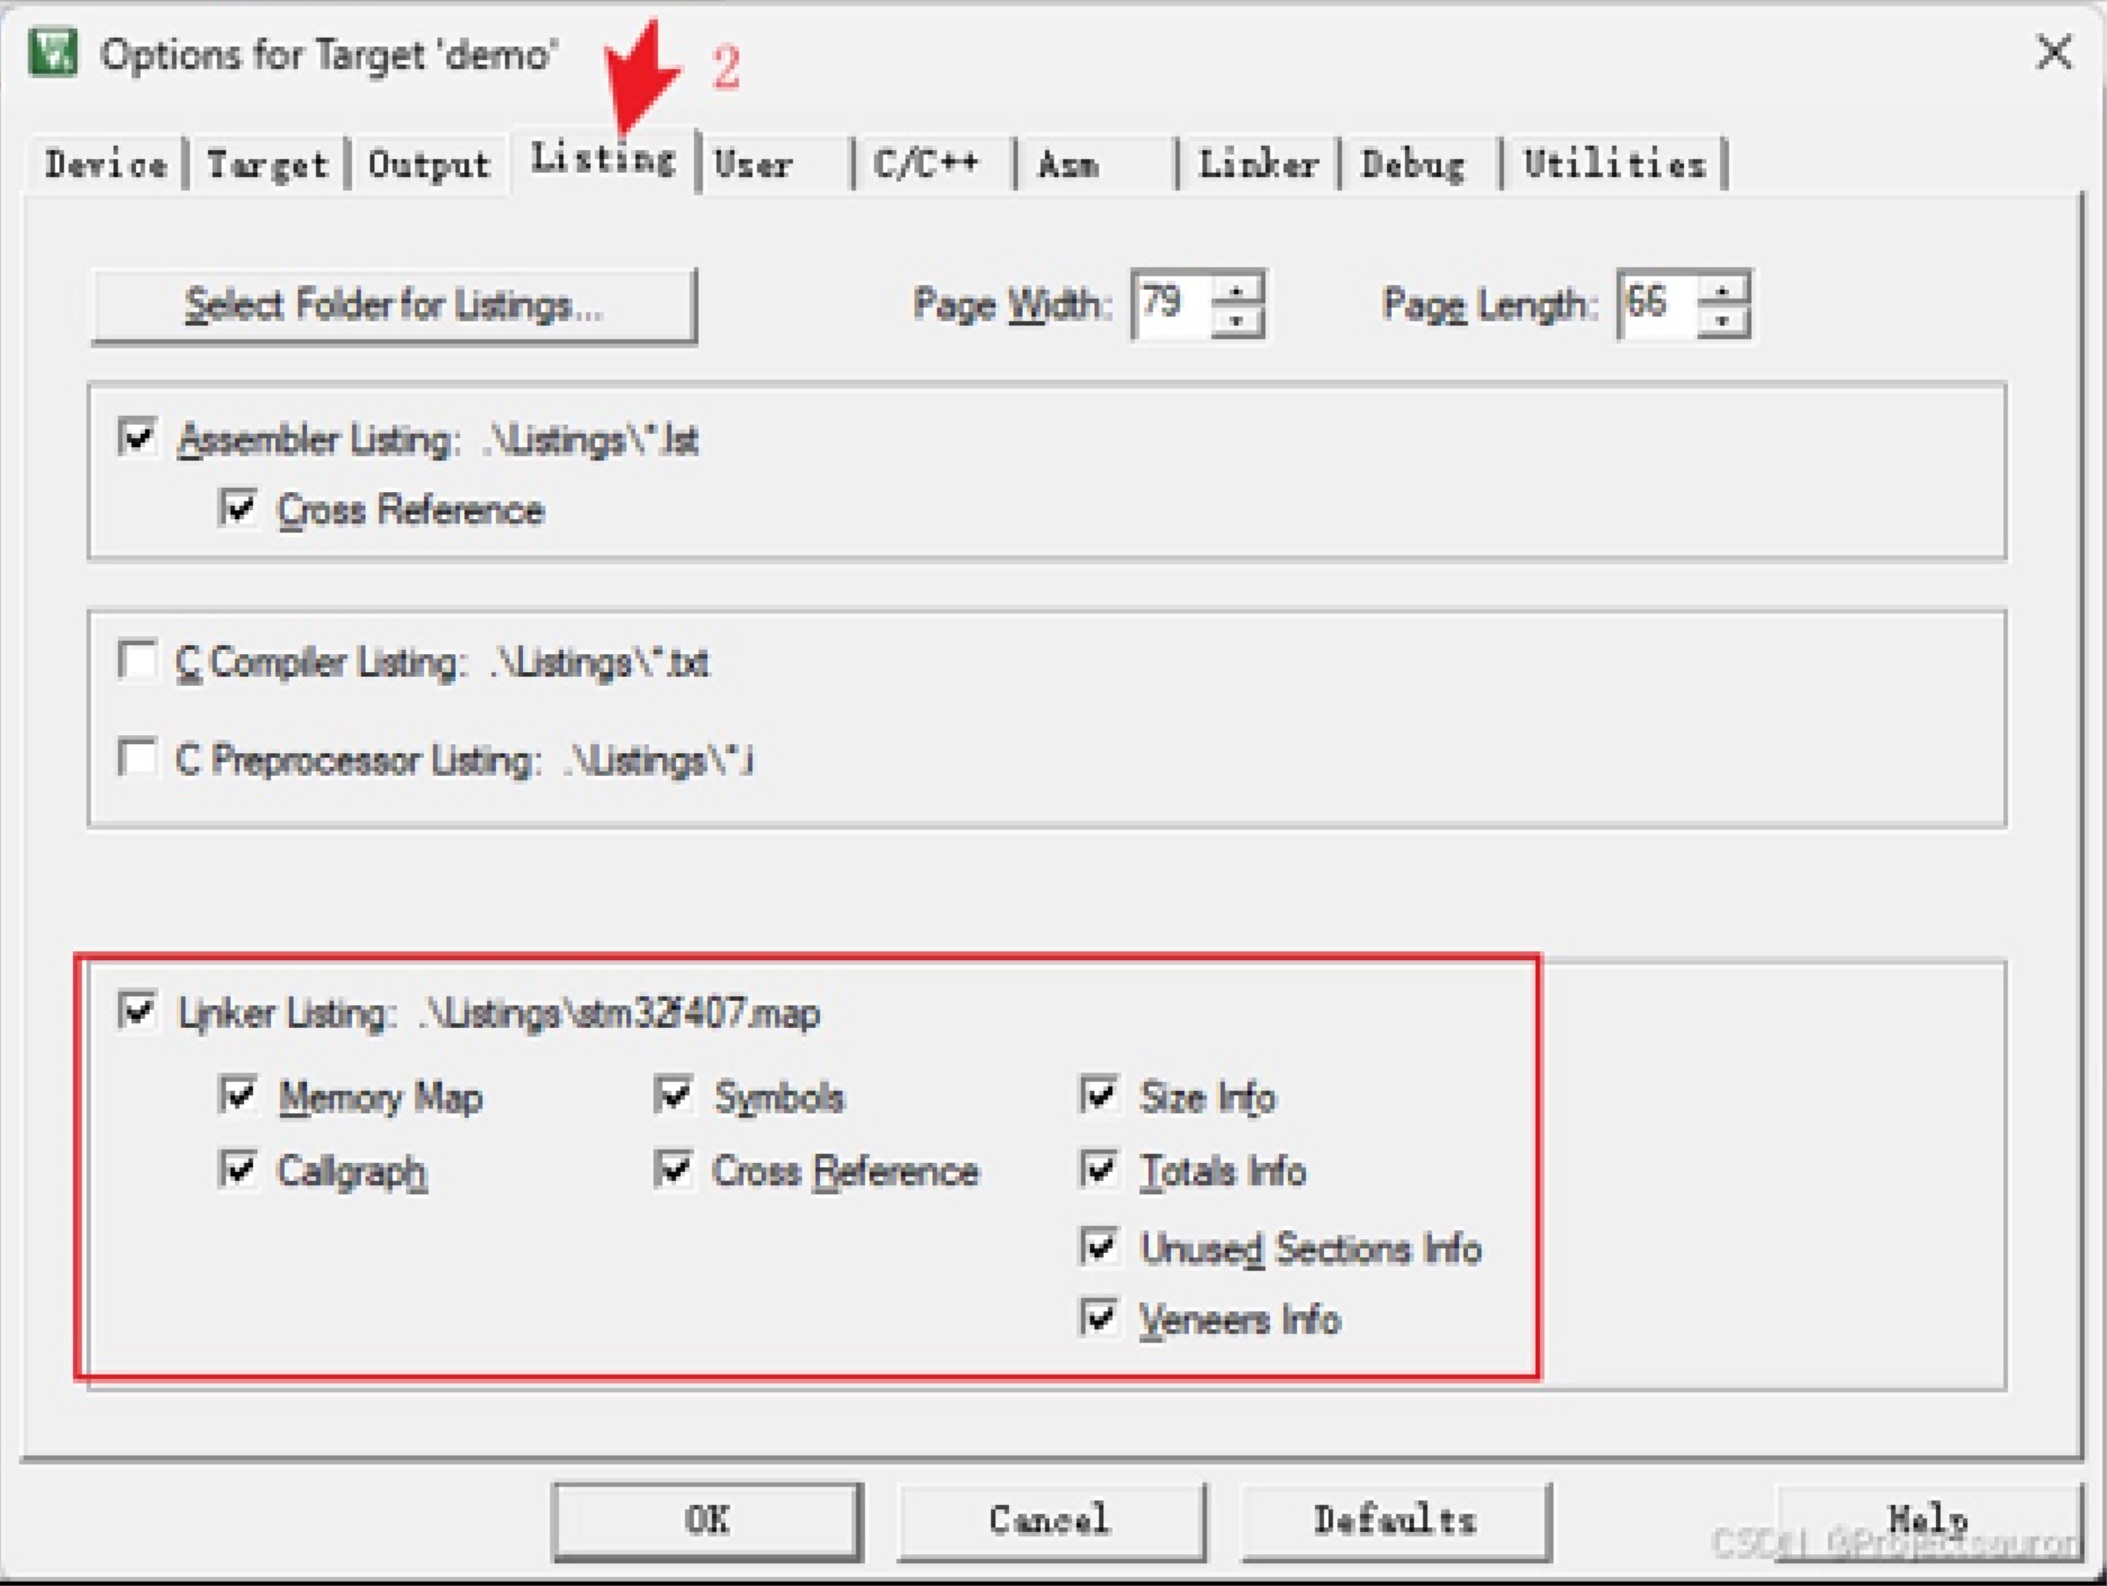 Options for Target 'demo'
2
Device Target Output Listing User C/C++ Asm Linker Debug Utilities
Select Folder for Listings... Page Width: 79 Page Length: 66
Assembler Listing: .\Listings\*.lst
Cross Reference
C Compiler Listing: .\Listings\*.txt
C Preprocessor Listing: .\Listings\*.i
Linker Listing: .\Listings\stm32f407.map
Memory Map Symbols Size Info
Callgraph Cross Reference Totals Info
Unused Sections Info
Veneers Info
OK Cancel Defaults Help
CSDN @Projectsauron